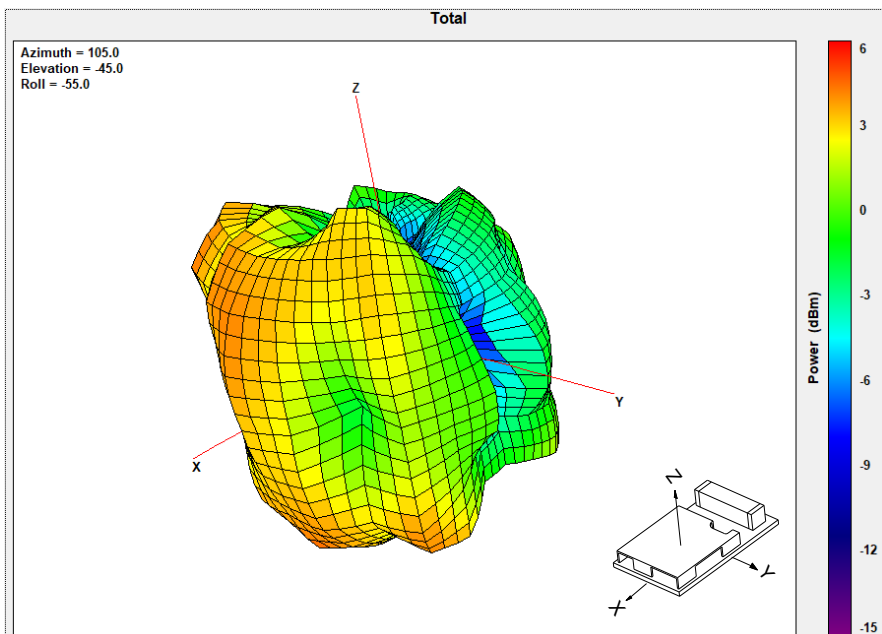 Total
Azimuth = 105.0
Elevation = -45.0
Roll = -55.0
Z
Y
X
6
3
0
-3
-6
-9
-12
-15
Power (dBm)
Z
Y
X